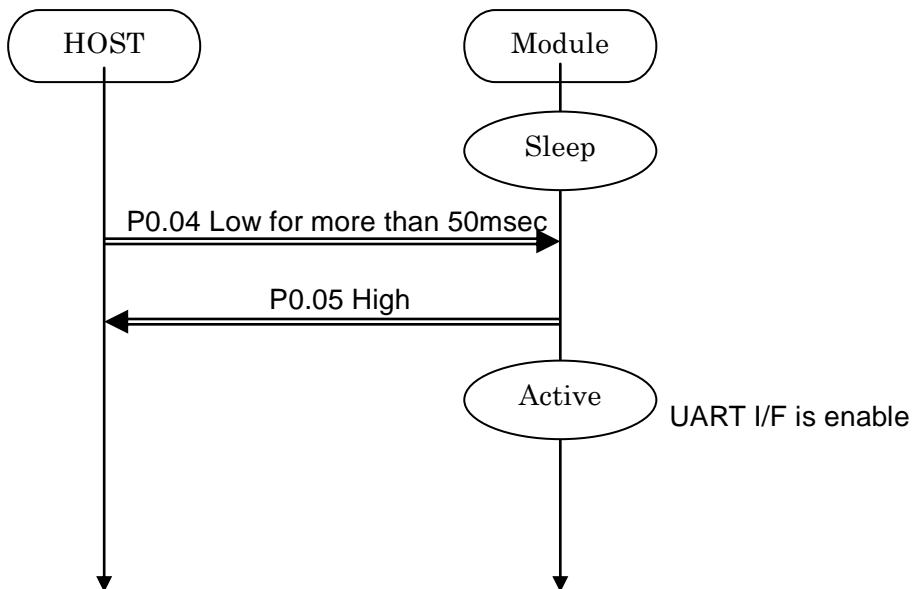 HOST
Module
Sleep
P0.04 Low for more than 50msec
P0.05 High
Active
UART I/F is enable